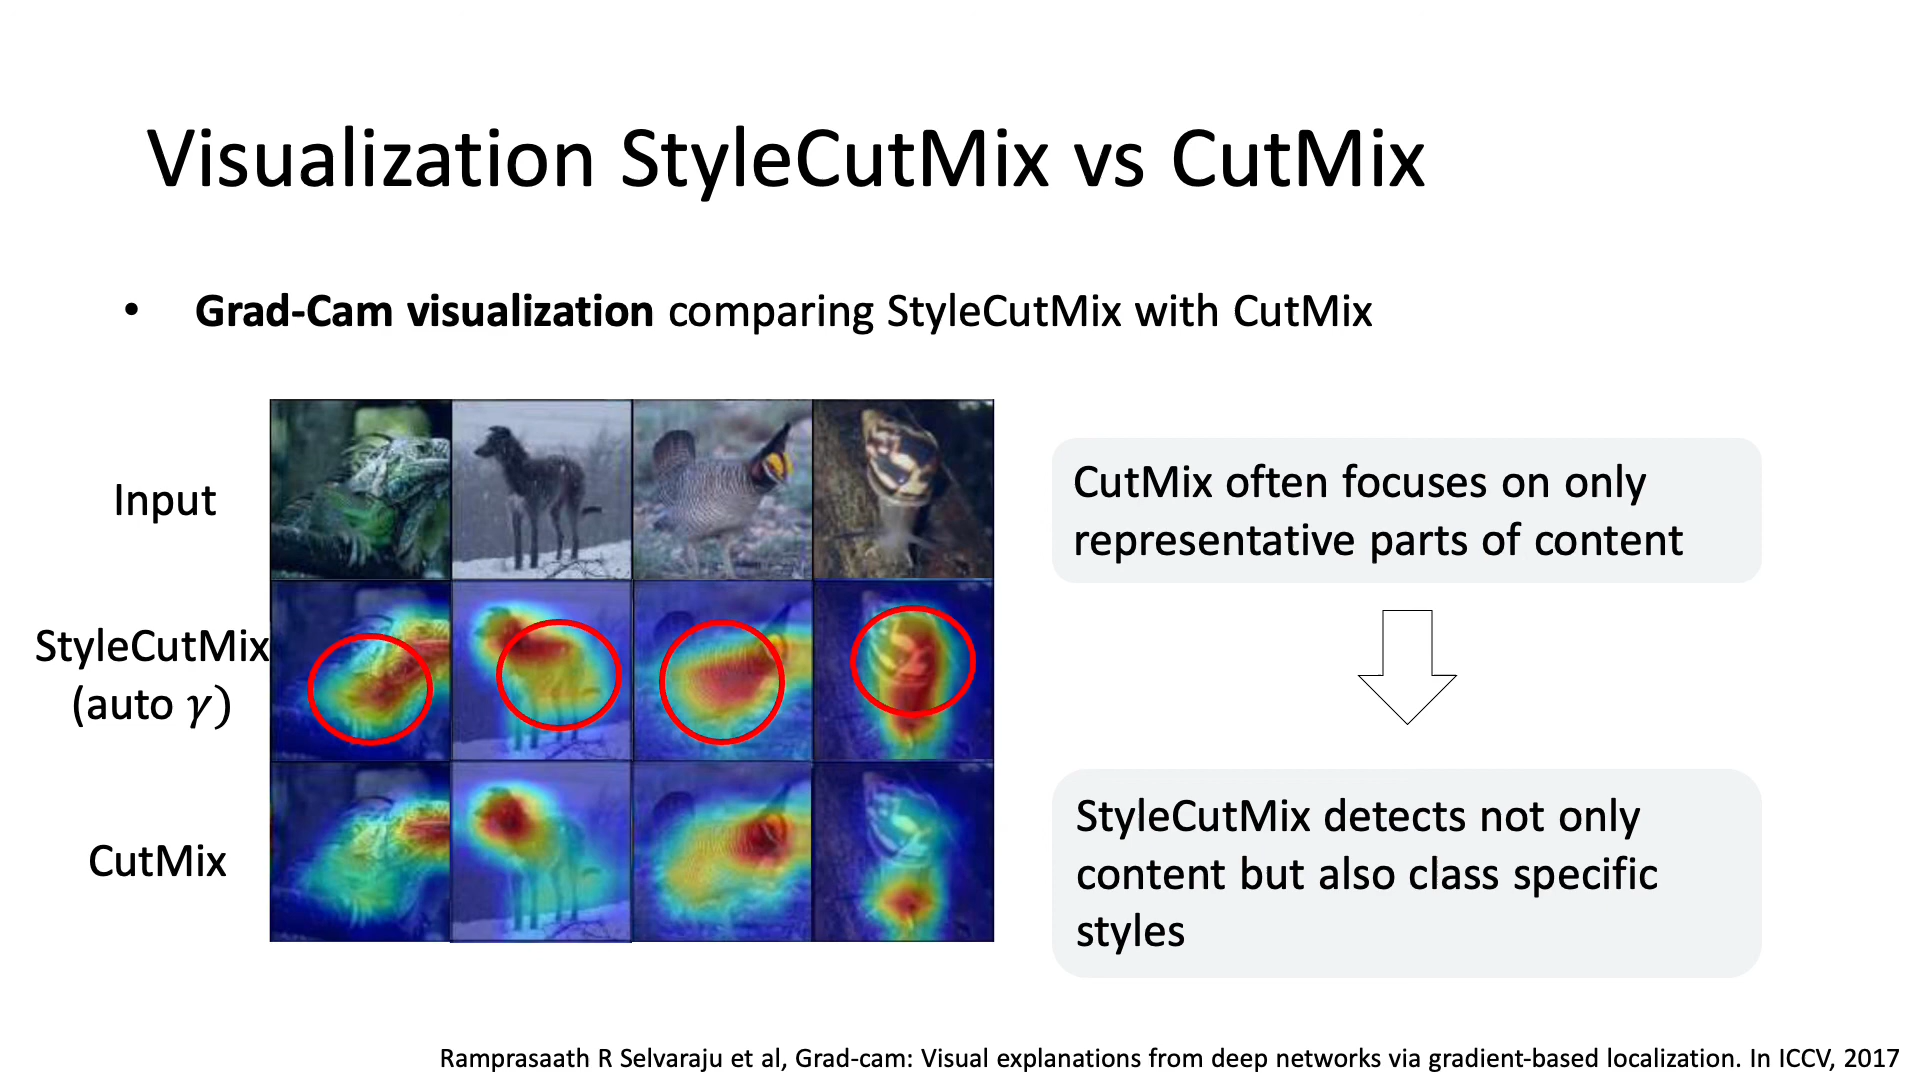 Visualization StyleCutMix vs CutMix
• Grad-Cam visualization comparing StyleCutMix with CutMix
Input
StyleCutMix
(auto γ)
CutMix
CutMix often focuses on only
representative parts of content
StyleCutMix detects not only
content but also class specific
styles
Ramprasaath R Selvaraju et al, Grad-cam: Visual explanations from deep networks via gradient-based localization. In ICCV, 2017